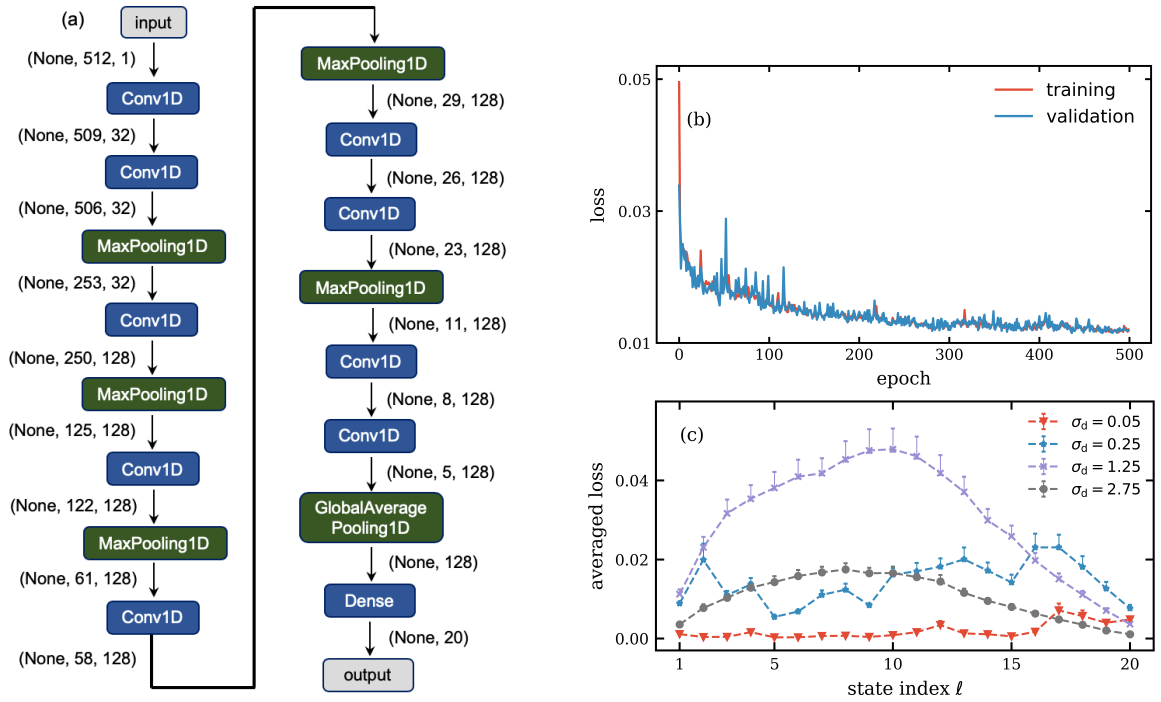 (a)
input
(None, 512, 1)
Conv1D
(None, 509, 32)
Conv1D
(None, 506, 32)
MaxPooling1D
(None, 253, 32)
Conv1D
(None, 250, 128)
MaxPooling1D
(None, 125, 128)
Conv1D
(None, 122, 128)
MaxPooling1D
(None, 61, 128)
Conv1D
(None, 58, 128)
MaxPooling1D
(None, 29, 128)
Conv1D
(None, 26, 128)
Conv1D
(None, 23, 128)
MaxPooling1D
(None, 11, 128)
Conv1D
(None, 8, 128)
Conv1D
(None, 5, 128)
GlobalAverage
Pooling1D
(None, 128)
Dense
(None, 20)
output
(b)
training
validation
loss
0.05
0.03
0.01
0 100 200 300 400 500
epoch
(c)
σd = 0.05
σd = 0.25
σd = 1.25
σd = 2.75
averaged loss
0.04
0.02
0.00
1 5 10 15 20
state index ℓ